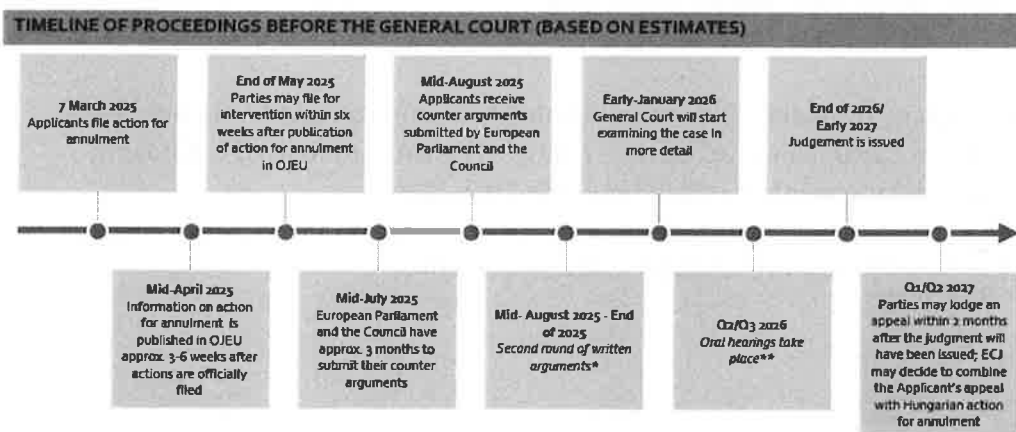 TIMELINE OF PROCEEDINGS BEFORE THE GENERAL COURT (BASED ON ESTIMATES)
7 March 2025
Applicants file action for
annulment
End of May 2025
Parties may file for
intervention within six
weeks after publication
of action for annulment
in OJEU
Mid-August 2025
Applicants receive
counter arguments
submitted by European
Parliament and the
Council
Early-January 2026
General Court will start
examining the case in
more detail
End of 2026/
Early 2027
Judgement is issued
Mid-April 2025
Information on action
for annulment is
published in OJEU
approx. 3-6 weeks after
actions are officially
filed
Mid-July 2025
European Parliament
and the Council have
approx. 3 months to
submit their counter
arguments
Mid- August 2025 - End
of 2025
Second round of written
arguments*
Q2/Q3 2026
Oral hearings take
place**
Q1/Q2 2027
Parties may lodge an
appeal within 2 months
after the judgment will
have been issued; ECJ
may decide to combine
the Applicant's appeal
with Hungarian action
for annulment